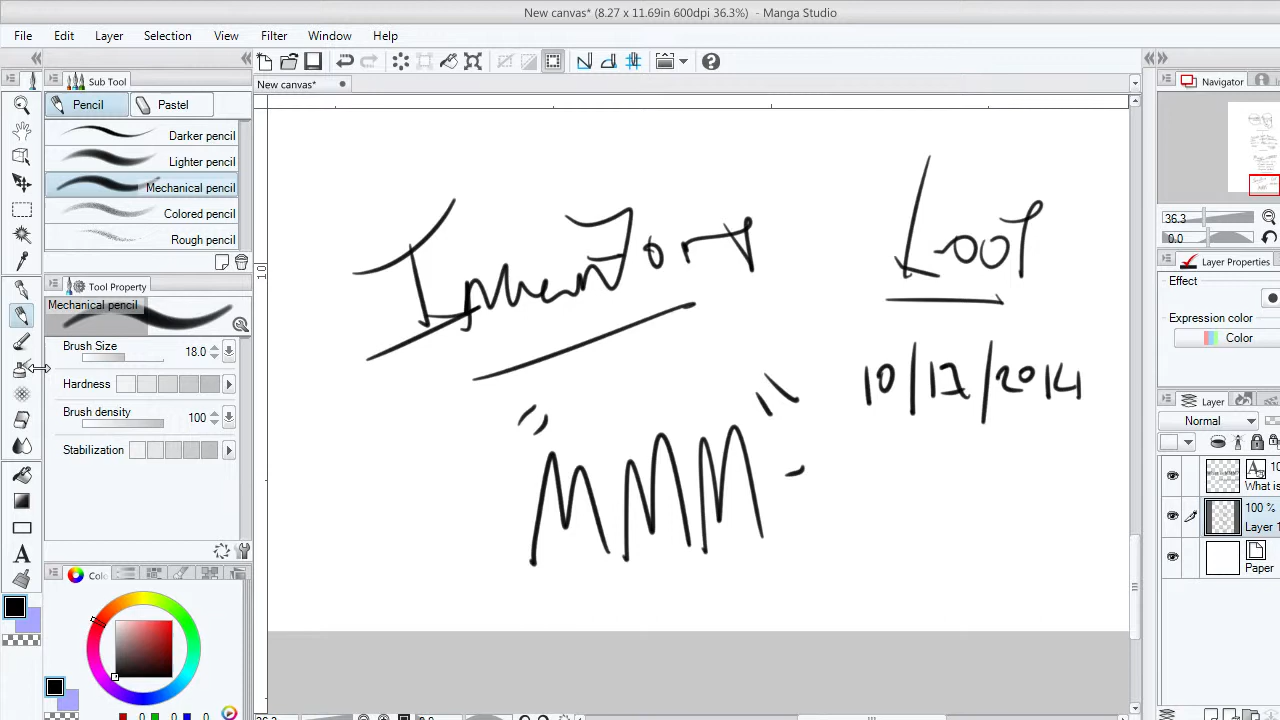 New canvas* (8.27 x 11.69in 600dpi 36.3%) - Manga Studio
File Edit Layer Selection View Filter Window Help
Sub Tool
New canvas*
Navigator
Pencil Pastel
Darker pencil
Lighter pencil
Mechanical pencil
Colored pencil
Rough pencil
Tool Property
Mechanical pencil
Brush Size 18.0
Hardness
Brush density 100
Stabilization
10
Inventory
Loot
10/17/2014
"MMM"-
36.3
0.0
Layer Properties
Effect
Expression color
Color
Layer
Normal
What is
100 %
Layer 1
Paper